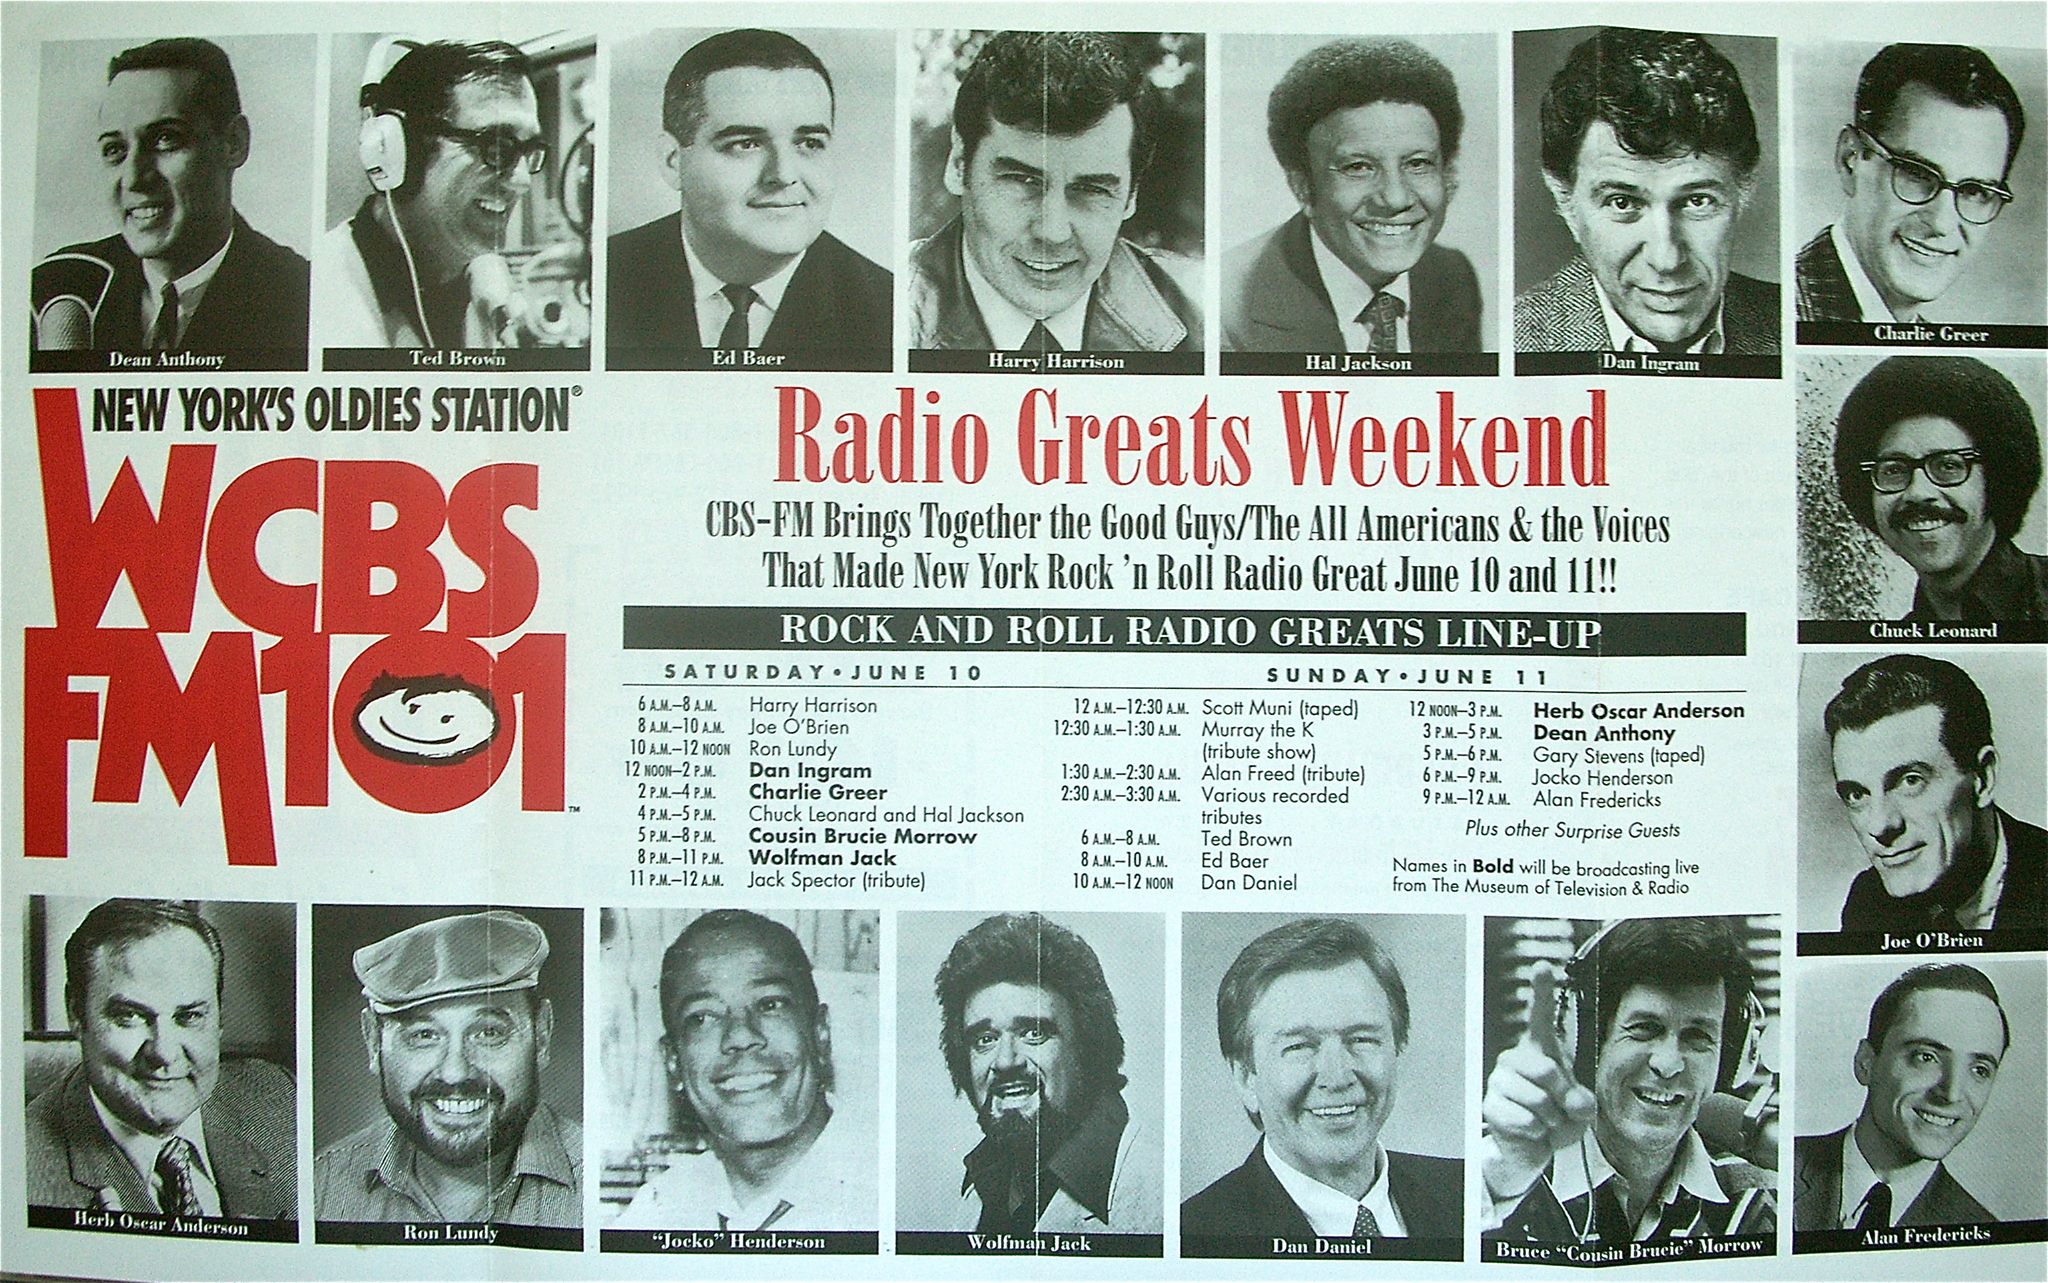 Dean Anthony
Ted Brown
Ed Baer
Harry Harrison
Hal Jackson
Dan Ingram
Charlie Greer
Chuck Leonard
Joe O'Brien
Alan Fredericks
NEW YORK'S OLDIES STATION®
WCBS
FM101
™
Radio Greats Weekend
CBS-FM Brings Together the Good Guys/The All Americans & the Voices
That Made New York Rock 'n Roll Radio Great June 10 and 11!!
ROCK AND ROLL RADIO GREATS LINE-UP
SATURDAY • JUNE 10
6 A.M.–8 A.M. Harry Harrison
8 A.M.–10 A.M. Joe O'Brien
10 A.M.–12 NOON Ron Lundy
12 NOON–2 P.M. Dan Ingram
2 P.M.–4 P.M. Charlie Greer
4 P.M.–5 P.M. Chuck Leonard and Hal Jackson
5 P.M.–8 P.M. Cousin Brucie Morrow
8 P.M.–11 P.M. Wolfman Jack
11 P.M.–12 A.M. Jack Spector (tribute)
SUNDAY • JUNE 11
12 A.M.–12:30 A.M. Scott Muni (taped)
12:30 A.M.–1:30 A.M. Murray the K
(tribute show)
1:30 A.M.–2:30 A.M. Alan Freed (tribute)
2:30 A.M.–3:30 A.M. Various recorded
tributes
6 A.M.–8 A.M. Ted Brown
8 A.M.–10 A.M. Ed Baer
10 A.M.–12 NOON Dan Daniel
12 NOON–3 P.M. Herb Oscar Anderson
3 P.M.–5 P.M. Dean Anthony
5 P.M.–6 P.M. Gary Stevens (taped)
6 P.M.–9 P.M. Jocko Henderson
9 P.M.–12 A.M. Alan Fredericks
Plus other Surprise Guests
Names in Bold will be broadcasting live
from The Museum of Television & Radio
Herb Oscar Anderson
Ron Lundy
"Jocko" Henderson
Wolfman Jack
Dan Daniel
Bruce "Cousin Brucie" Morrow